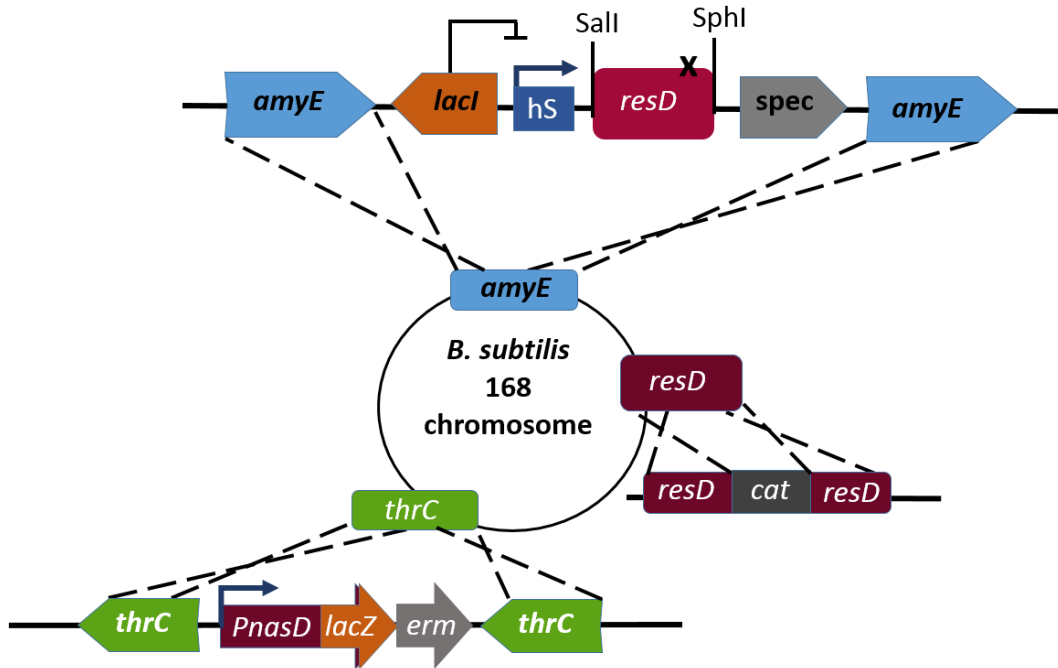 SalI SphI
x
amyE lacI hS resD spec amyE
amyE
B. subtilis
168
chromosome
resD
resD cat resD
thrC
thrC PnasD lacZ erm thrC